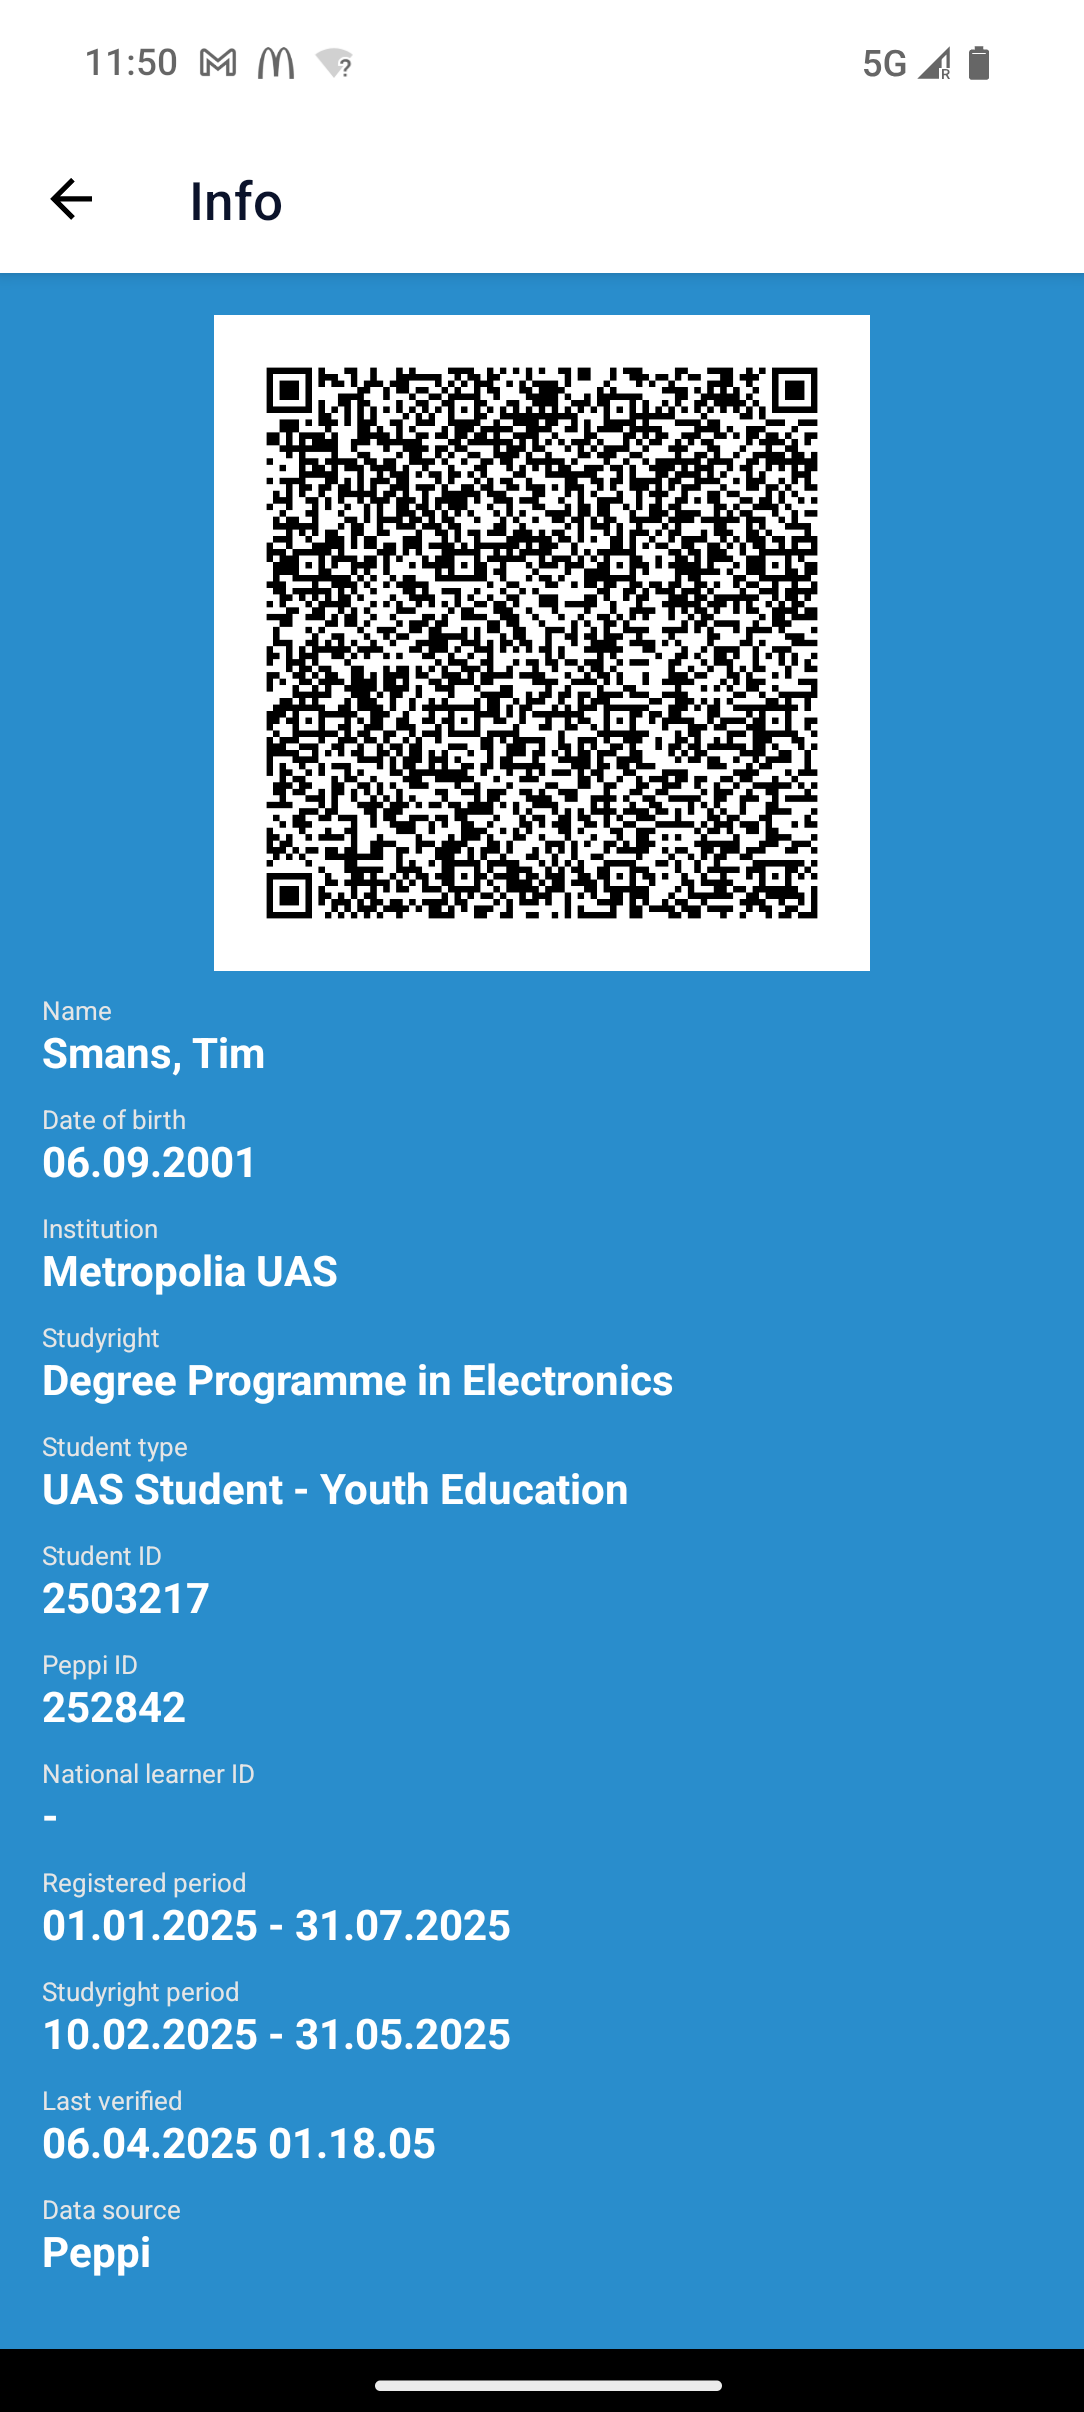 11:50
5G
R
Info
Name
Smans, Tim
Date of birth
06.09.2001
Institution
Metropolia UAS
Studyright
Degree Programme in Electronics
Student type
UAS Student - Youth Education
Student ID
2503217
Peppi ID
252842
National learner ID
-
Registered period
01.01.2025 - 31.07.2025
Studyright period
10.02.2025 - 31.05.2025
Last verified
06.04.2025 01.18.05
Data source
Peppi